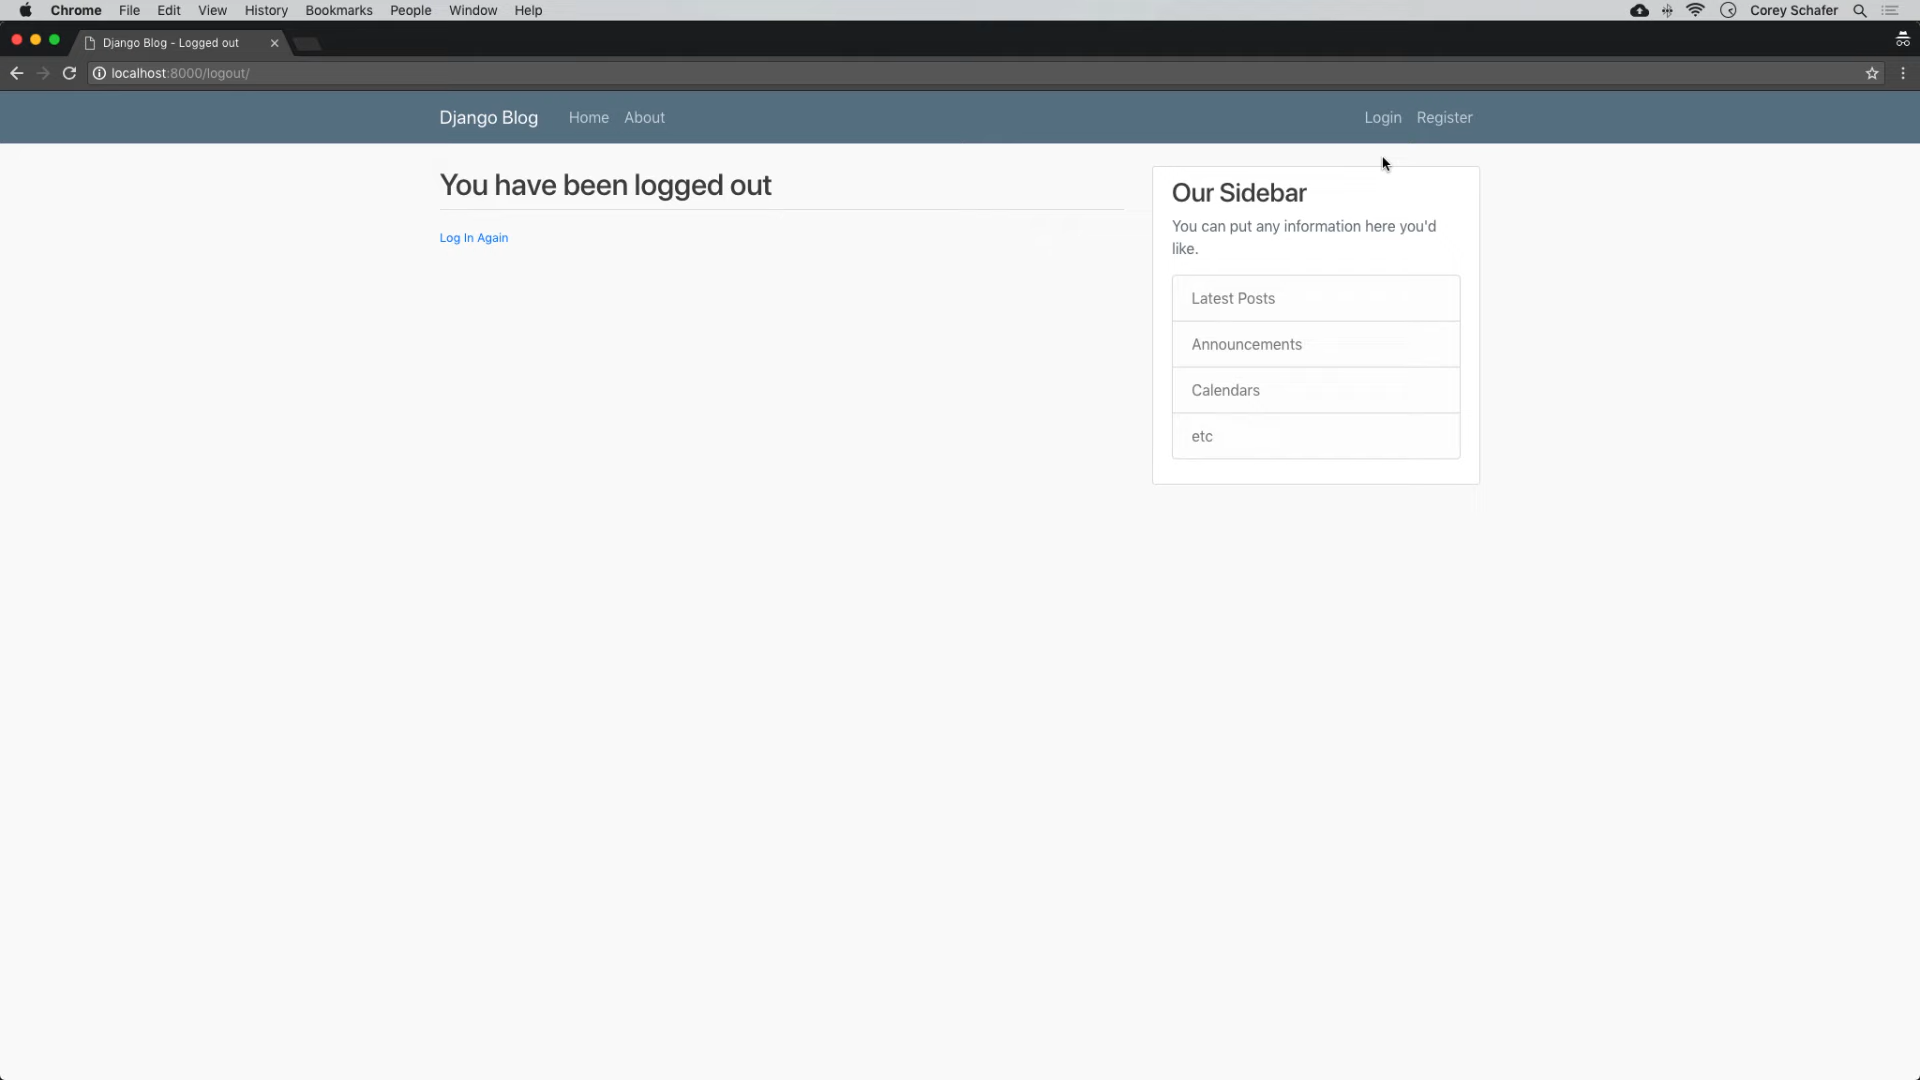 Chrome File Edit View History Bookmarks People Window Help Corey Schafer
Django Blog - Logged out
localhost:8000/logout/
Django Blog Home About Login Register
You have been logged out
Log In Again
Our Sidebar
You can put any information here you'd
like.
Latest Posts
Announcements
Calendars
etc